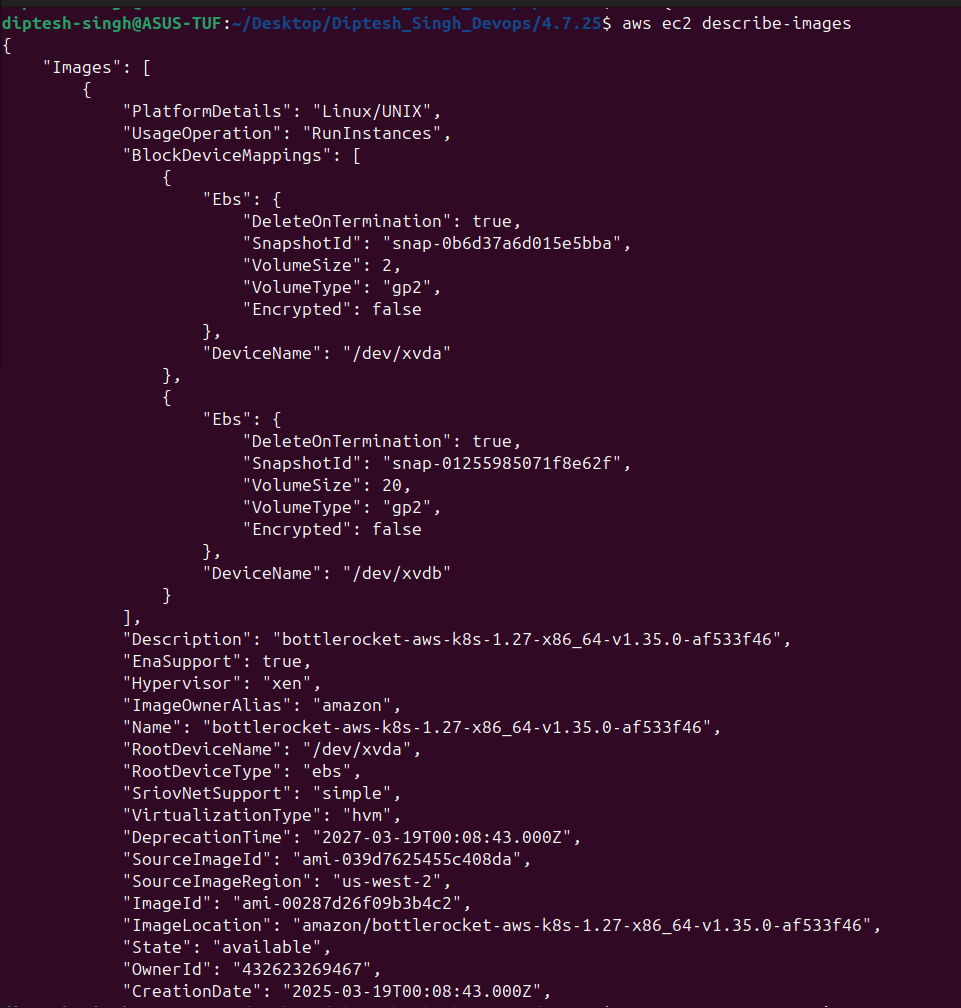 diptesh-singh@ASUS-TUF:~/Desktop/Diptesh_Singh_Devops/4.7.25$ aws ec2 describe-images
{
    "Images": [
        {
            "PlatformDetails": "Linux/UNIX",
            "UsageOperation": "RunInstances",
            "BlockDeviceMappings": [
                {
                    "Ebs": {
                        "DeleteOnTermination": true,
                        "SnapshotId": "snap-0b6d37a6d015e5bba",
                        "VolumeSize": 2,
                        "VolumeType": "gp2",
                        "Encrypted": false
                    },
                    "DeviceName": "/dev/xvda"
                },
                {
                    "Ebs": {
                        "DeleteOnTermination": true,
                        "SnapshotId": "snap-01255985071f8e62f",
                        "VolumeSize": 20,
                        "VolumeType": "gp2",
                        "Encrypted": false
                    },
                    "DeviceName": "/dev/xvdb"
                }
            ],
            "Description": "bottlerocket-aws-k8s-1.27-x86_64-v1.35.0-af533f46",
            "EnaSupport": true,
            "Hypervisor": "xen",
            "ImageOwnerAlias": "amazon",
            "Name": "bottlerocket-aws-k8s-1.27-x86_64-v1.35.0-af533f46",
            "RootDeviceName": "/dev/xvda",
            "RootDeviceType": "ebs",
            "SriovNetSupport": "simple",
            "VirtualizationType": "hvm",
            "DeprecationTime": "2027-03-19T00:08:43.000Z",
            "SourceImageId": "ami-039d7625455c408da",
            "SourceImageRegion": "us-west-2",
            "ImageId": "ami-00287d26f09b3b4c2",
            "ImageLocation": "amazon/bottlerocket-aws-k8s-1.27-x86_64-v1.35.0-af533f46",
            "State": "available",
            "OwnerId": "432623269467",
            "CreationDate": "2025-03-19T00:08:43.000Z",